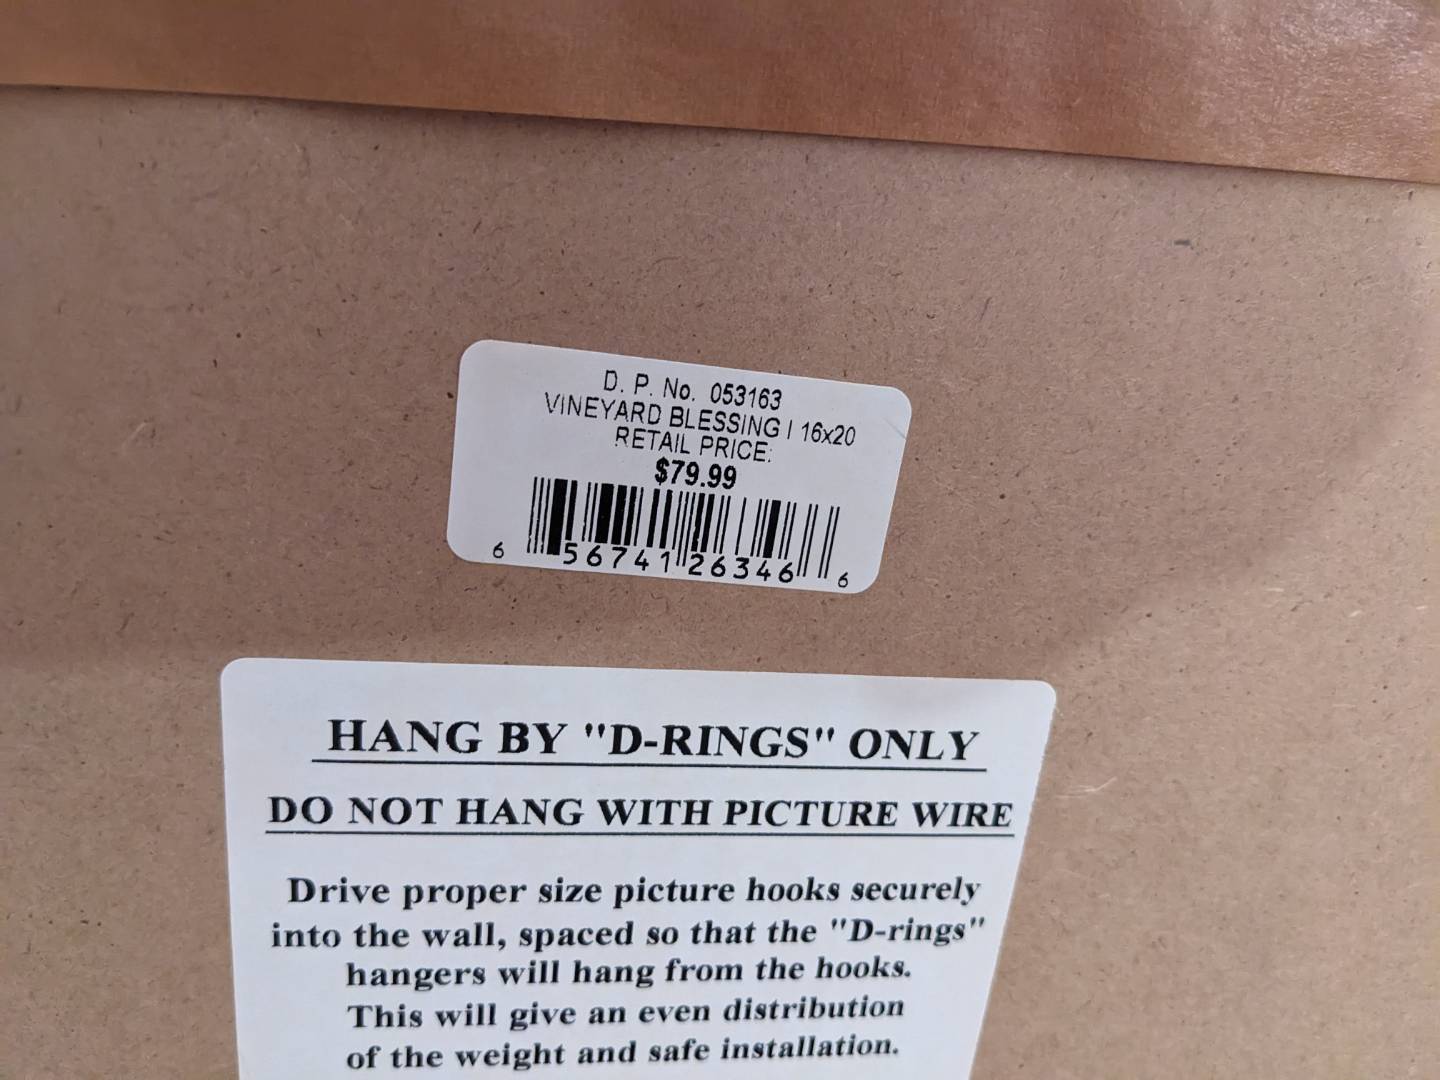 D. P. No. 053163
VINEYARD BLESSING I 16x20
RETAIL PRICE:
$79.99
6 56741 26346 6
HANG BY "D-RINGS" ONLY
DO NOT HANG WITH PICTURE WIRE
Drive proper size picture hooks securely
into the wall, spaced so that the "D-rings"
hangers will hang from the hooks.
This will give an even distribution
of the weight and safe installation.